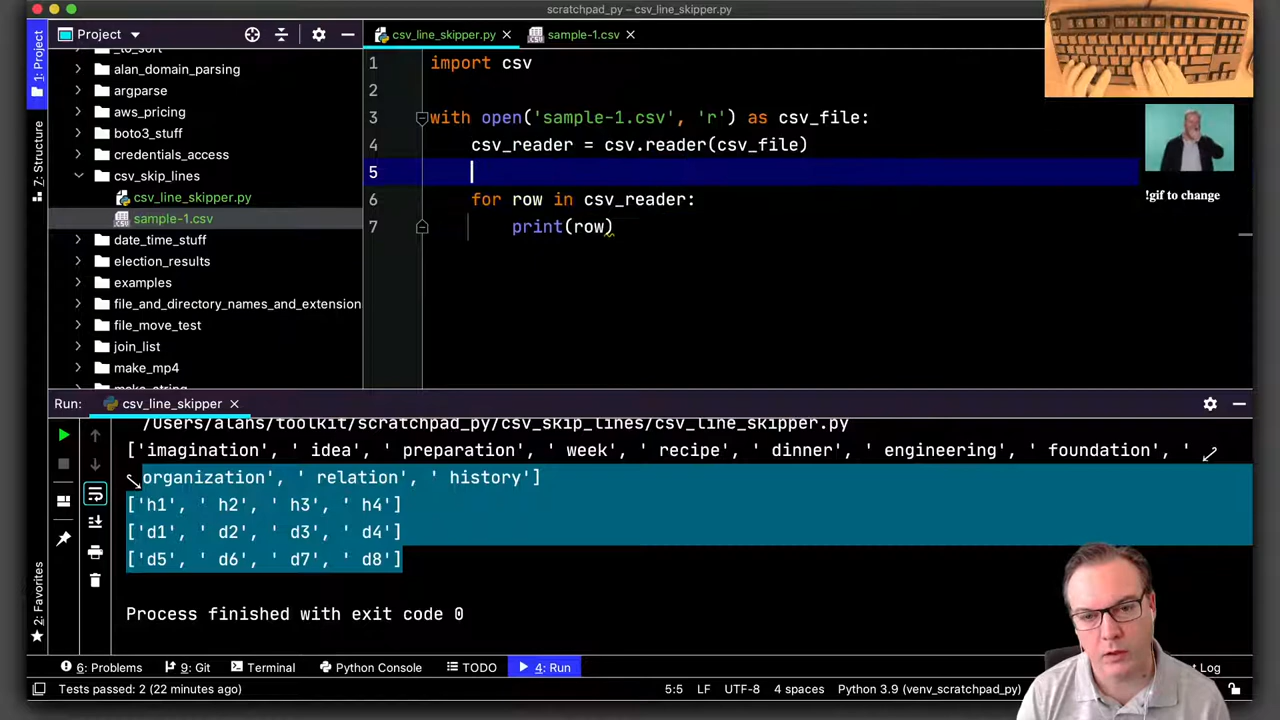 scratchpad_py – csv_line_skipper.py
1: Project
Project
csv_line_skipper.py
sample-1.csv
alan_domain_parsing
argparse
aws_pricing
boto3_stuff
credentials_access
csv_skip_lines
csv_line_skipper.py
sample-1.csv
date_time_stuff
election_results
examples
file_and_directory_names_and_extension
file_move_test
join_list
make_mp4
7: Structure
2: Favorites
1 import csv
2
3 with open('sample-1.csv', 'r') as csv_file:
4 csv_reader = csv.reader(csv_file)
5
6 for row in csv_reader:
7 print(row)
!gif to change
Run:
csv_line_skipper
/Users/alans/toolkit/scratchpad_py/csv_skip_lines/csv_line_skipper.py
['imagination', ' idea', ' preparation', ' week', ' recipe', ' dinner', ' engineering', ' foundation', '
organization', ' relation', ' history']
['h1', ' h2', ' h3', ' h4']
['d1', ' d2', ' d3', ' d4']
['d5', ' d6', ' d7', ' d8']
Process finished with exit code 0
6: Problems
9: Git
Terminal
Python Console
TODO
4: Run
t Log
Tests passed: 2 (22 minutes ago)
5:5
LF
UTF-8
4 spaces
Python 3.9 (venv_scratchpad_py)